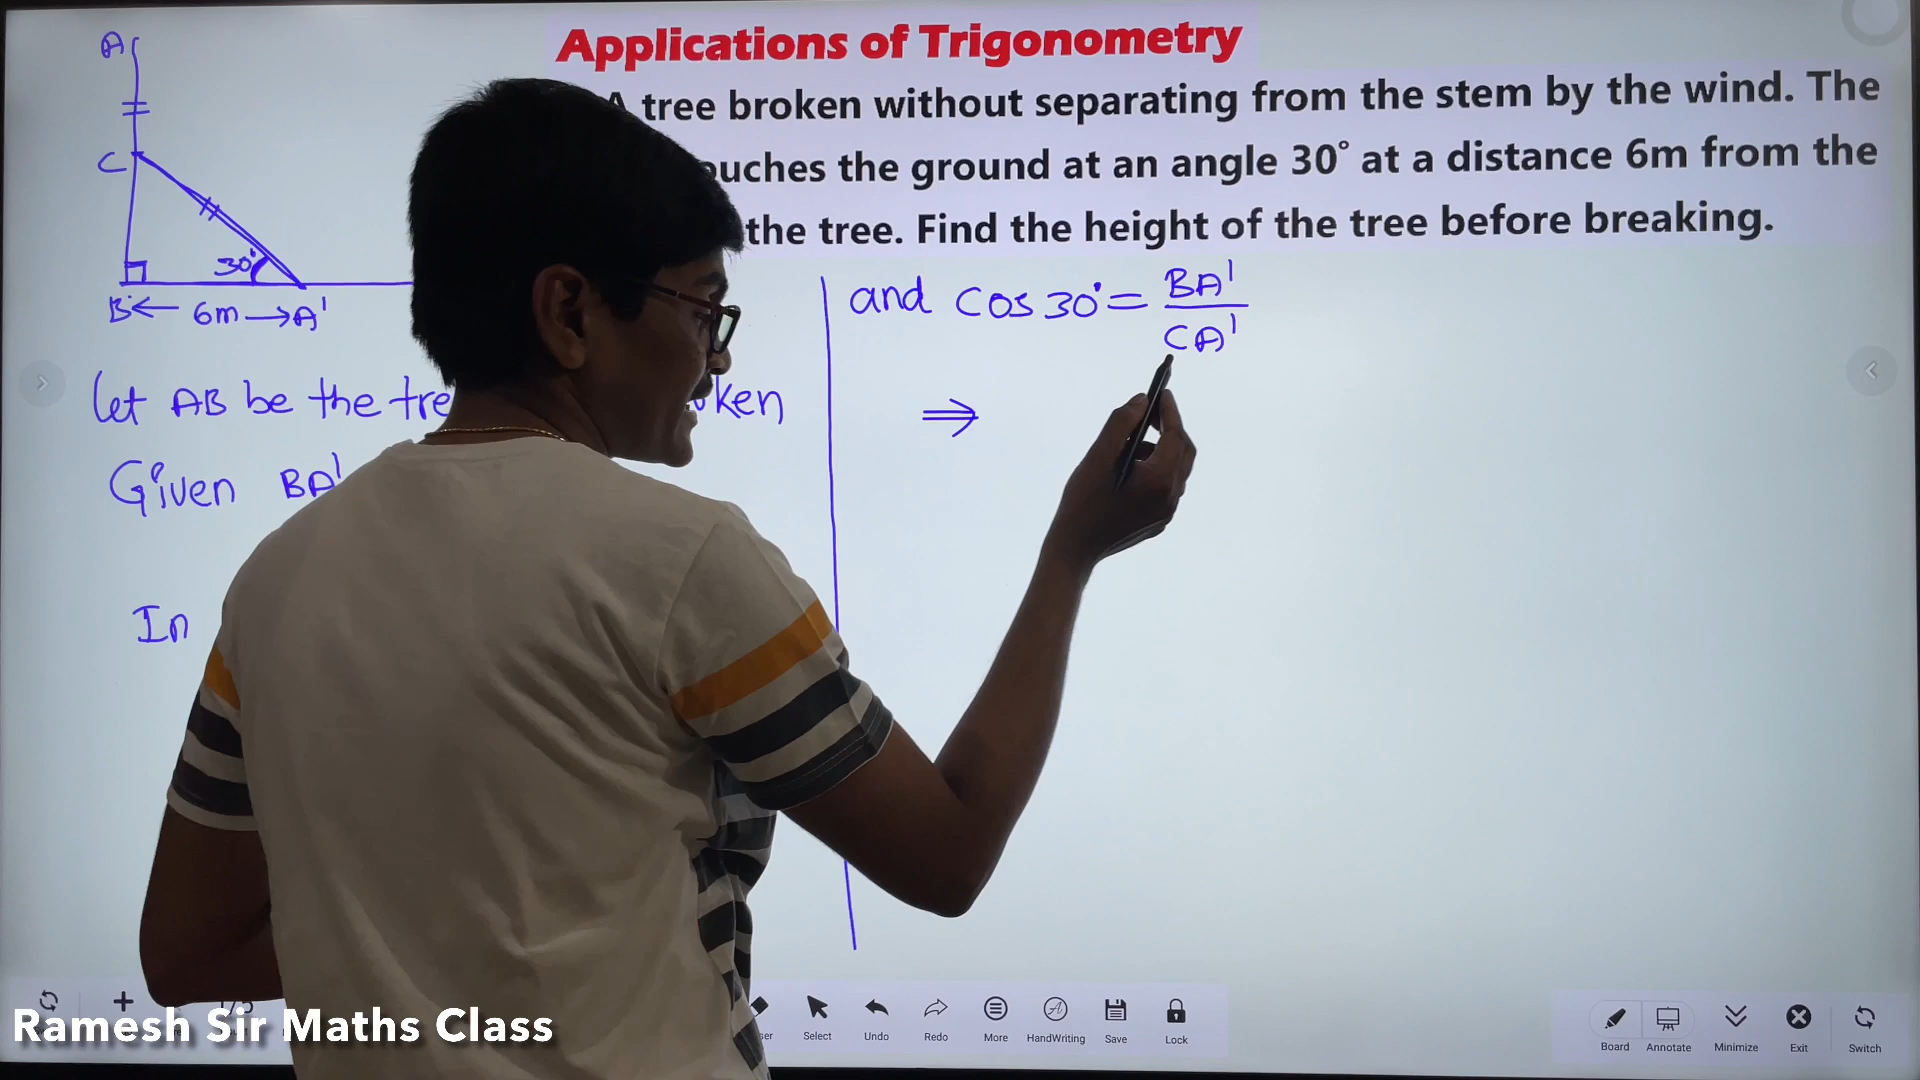 Applications of Trigonometry
A tree broken without separating from the stem by the wind. The
ouches the ground at an angle 30° at a distance 6m from the
the tree. Find the height of the tree before breaking.
A
C
30°
B ← 6m → A'
Let AB be the tre ken
Given BA'
In
and Cos 30° = BA'
CA'
⇒
Select
Undo
Redo
More
HandWriting
Save
Lock
Board
Annotate
Minimize
Exit
Switch
Ramesh Sir Maths Class